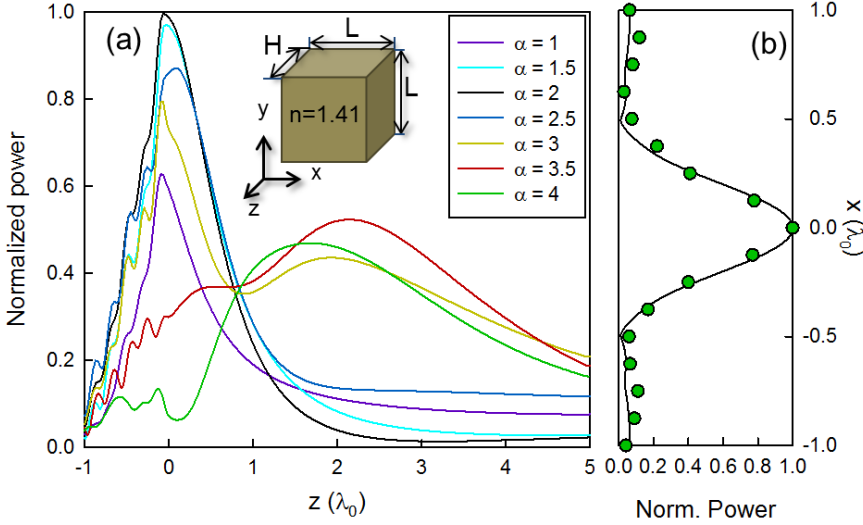 (a)
Normalized power
1.0
0.8
0.6
0.4
0.2
0.0
-1
0
1
2
3
4
5
z (λ0)
H
L
L
n=1.41
y
x
z
α = 1
α = 1.5
α = 2
α = 2.5
α = 3
α = 3.5
α = 4
(b)
1.0
0.5
0.0
-0.5
-1.0
x (λ0)
0.0 0.2 0.4 0.6 0.8 1.0
Norm. Power